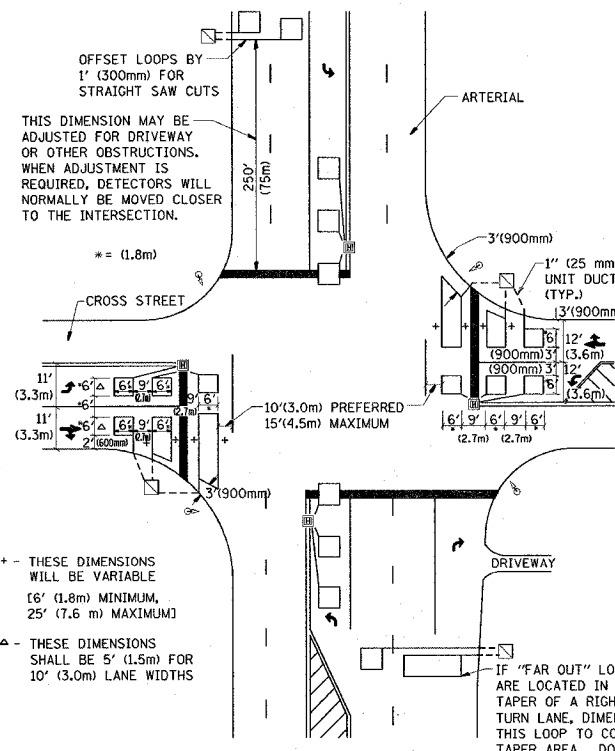 OFFSET LOOPS BY
1' (300mm) FOR
STRAIGHT SAW CUTS
THIS DIMENSION MAY BE
ADJUSTED FOR DRIVEWAY
OR OTHER OBSTRUCTIONS.
WHEN ADJUSTMENT IS
REQUIRED, DETECTORS WILL
NORMALLY BE MOVED CLOSER
TO THE INTERSECTION.
250'
(75m)
ARTERIAL
* = (1.8m)
3'(900mm)
1" (25 mm
UNIT DUCT
(TYP.)
CROSS STREET
3'(900mm
*6' 12'
(900mm)3' (3.6m)
(900mm)3' 12'
*6' (3.6m)
6' 9' 6' 9' 6'
(2.7m) (2.7m)
11'
(3.3m)
*6' △ 6' 9' 6'
(2.7m)
*6'
9' 6'
(2.7m)
11'
(3.3m)
*6' △ 6' 9' 6'
2' (600mm) (2.7m)
10'(3.0m) PREFERRED
15'(4.5m) MAXIMUM
3'(900mm)
H
H
H
H
+ - THESE DIMENSIONS
WILL BE VARIABLE
[6' (1.8m) MINIMUM,
25' (7.6 m) MAXIMUM]
△ - THESE DIMENSIONS
SHALL BE 5' (1.5m) FOR
10' (3.0m) LANE WIDTHS
DRIVEWAY
IF "FAR OUT" LO
ARE LOCATED IN
TAPER OF A RIGH
TURN LANE, DIME
THIS LOOP TO CO
TAPER AREA. DO